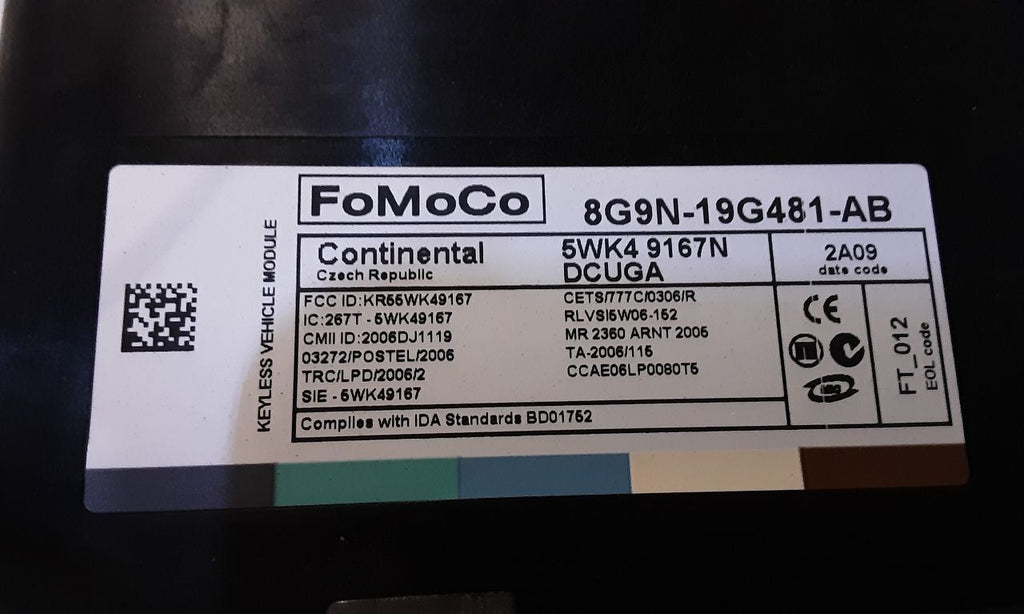 FoMoCo
8G9N-19G481-AB
KEYLESS VEHICLE MODULE
Continental
Czech Republic
5WK4 9167N
DCUGA
2A09
date code
FCC ID:KR55WK49167
IC:267T - 5WK49167
CMII ID:2006DJ1119
03272/POSTEL/2006
TRC/LPD/2006/2
SIE - 5WK49167
CETS/777C/0306/R
RLVSI5W06-152
MR 2360 ARNT 2005
TA-2006/115
CCAE06LP0080T5
CE
FT_012
EOL code
Complies with IDA Standards BD01752